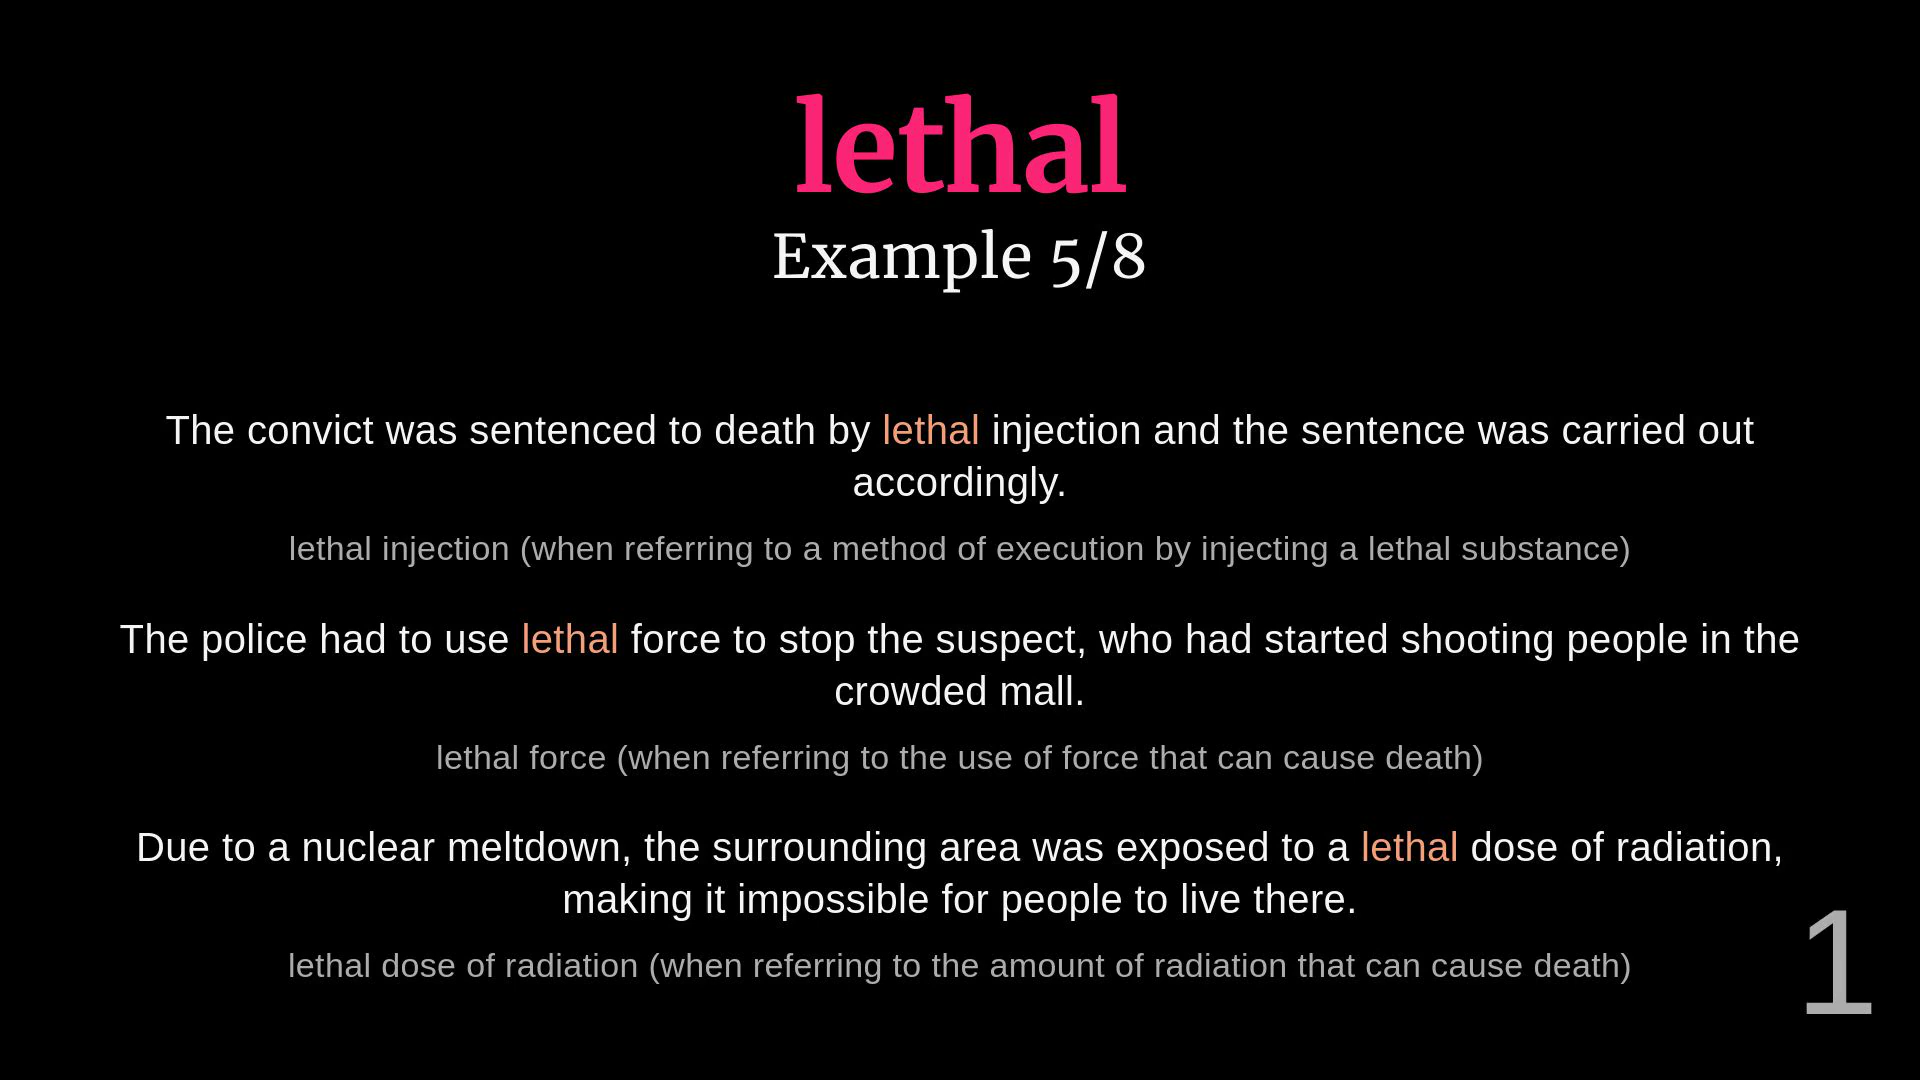 lethal
Example 5/8
The convict was sentenced to death by lethal injection and the sentence was carried out
accordingly.
lethal injection (when referring to a method of execution by injecting a lethal substance)
The police had to use lethal force to stop the suspect, who had started shooting people in the
crowded mall.
lethal force (when referring to the use of force that can cause death)
Due to a nuclear meltdown, the surrounding area was exposed to a lethal dose of radiation,
making it impossible for people to live there.
lethal dose of radiation (when referring to the amount of radiation that can cause death)
1